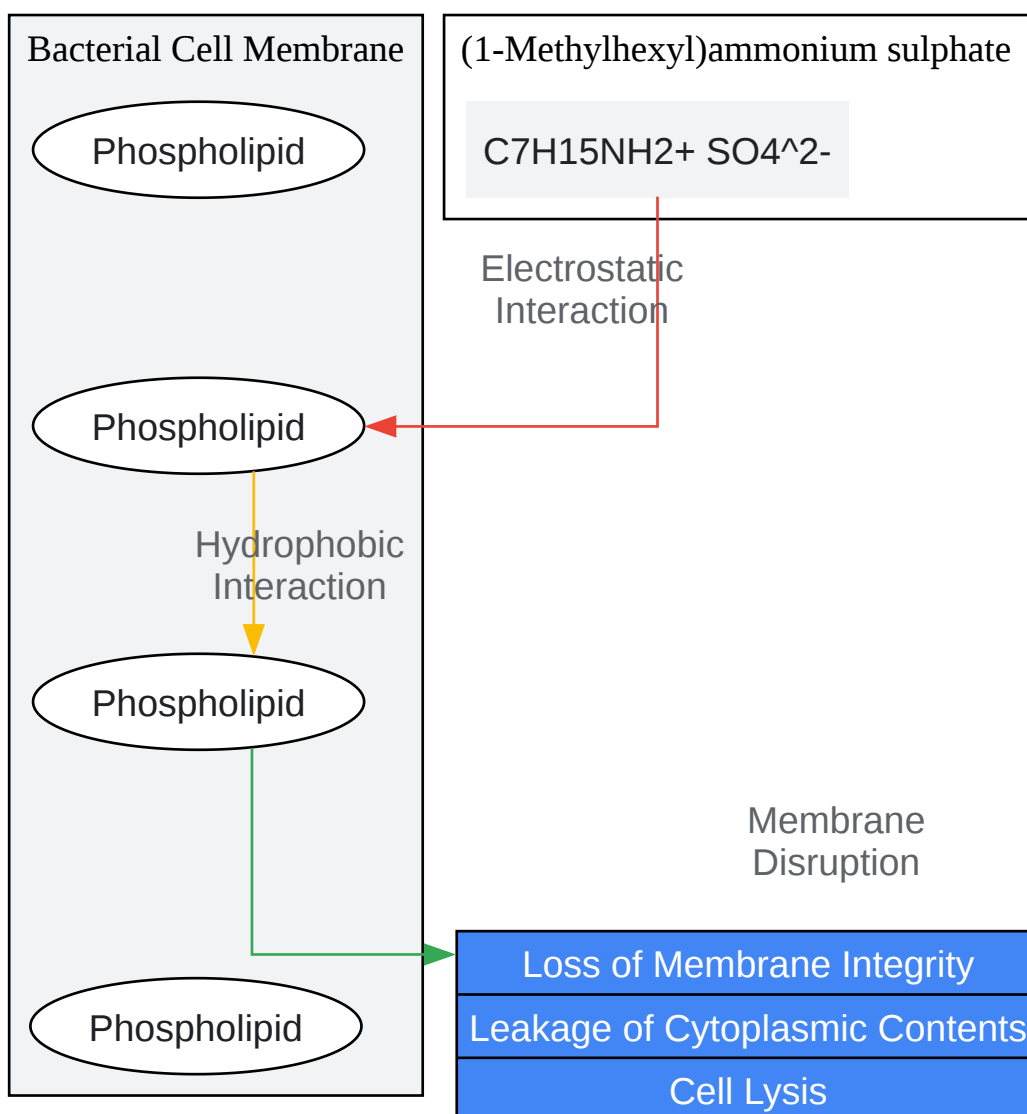 Bacterial Cell Membrane
(1-Methylhexyl)ammonium sulphate
Phospholipid
C7H15NH2+ SO4^2-
Electrostatic
Interaction
Phospholipid
Hydrophobic
Interaction
Phospholipid
Membrane
Disruption
Loss of Membrane Integrity
Phospholipid
Leakage of Cytoplasmic Contents
Cell Lysis